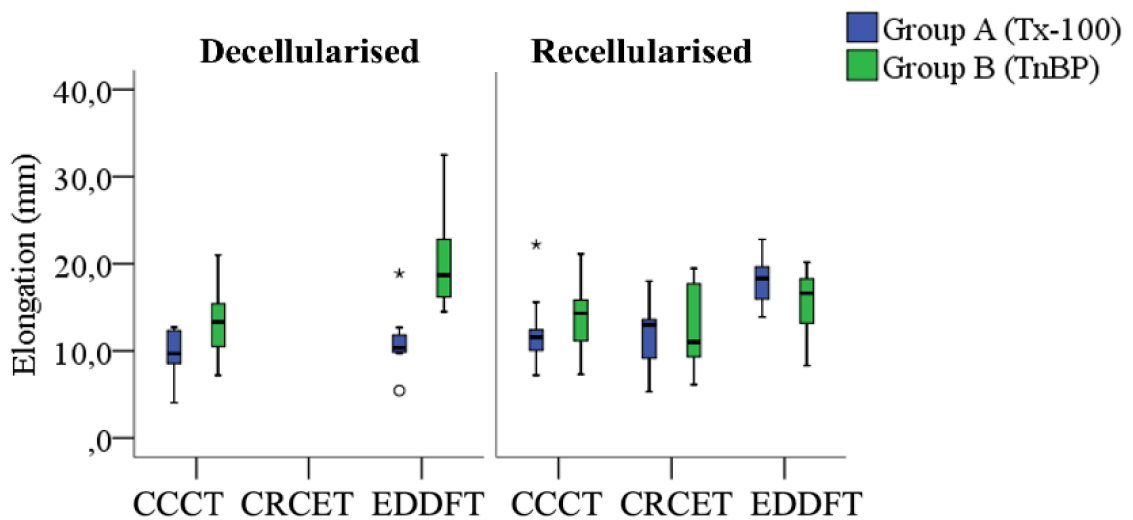 Group A (Tx-100)
Group B (TnBP)
Decellularised
Recellularised
Elongation (mm)
40,0
30,0
20,0
10,0
,0
CCCT CRCET EDDFT
CCCT CRCET EDDFT